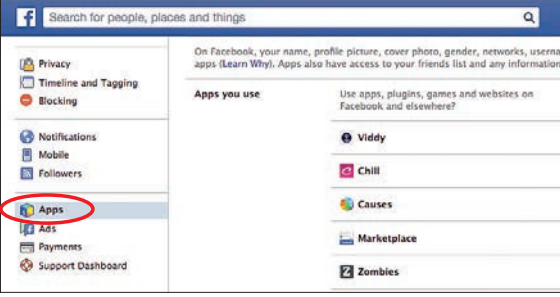 f
Search for people, places and things
Privacy
Timeline and Tagging
Blocking
Notifications
Mobile
Followers
Apps
Ads
Payments
Support Dashboard
On Facebook, your name, profile picture, cover photo, gender, networks, userna
apps (Learn Why). Apps also have access to your friends list and any information
Apps you use
Use apps, plugins, games and websites on
Facebook and elsewhere?
Viddy
Chill
Causes
Marketplace
Z Zombies